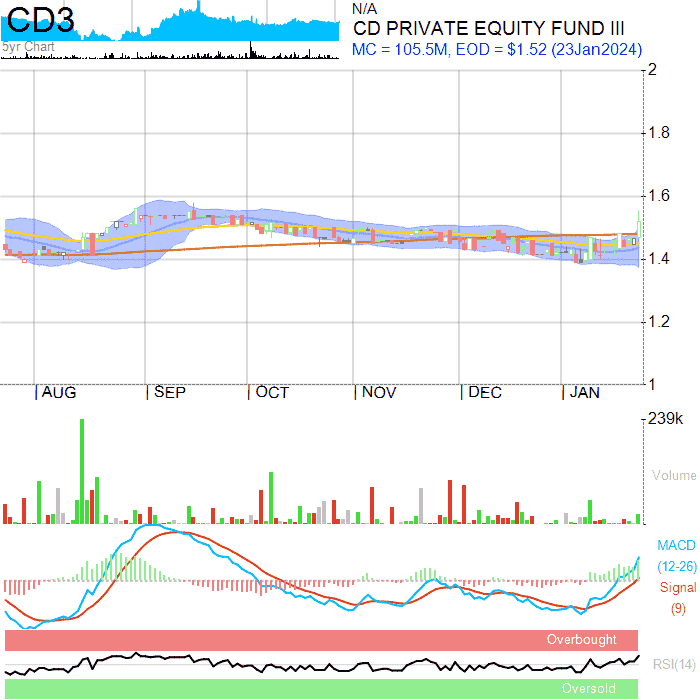 CD3
5yr Chart
N/A
CD PRIVATE EQUITY FUND III
MC = 105.5M, EOD = $1.52 (23Jan2024)
2
1.8
1.6
1.4
1.2
1
AUG SEP OCT NOV DEC JAN
239k
Volume
MACD
(12-26)
Signal
(9)
Overbought
RSI(14)
Oversold